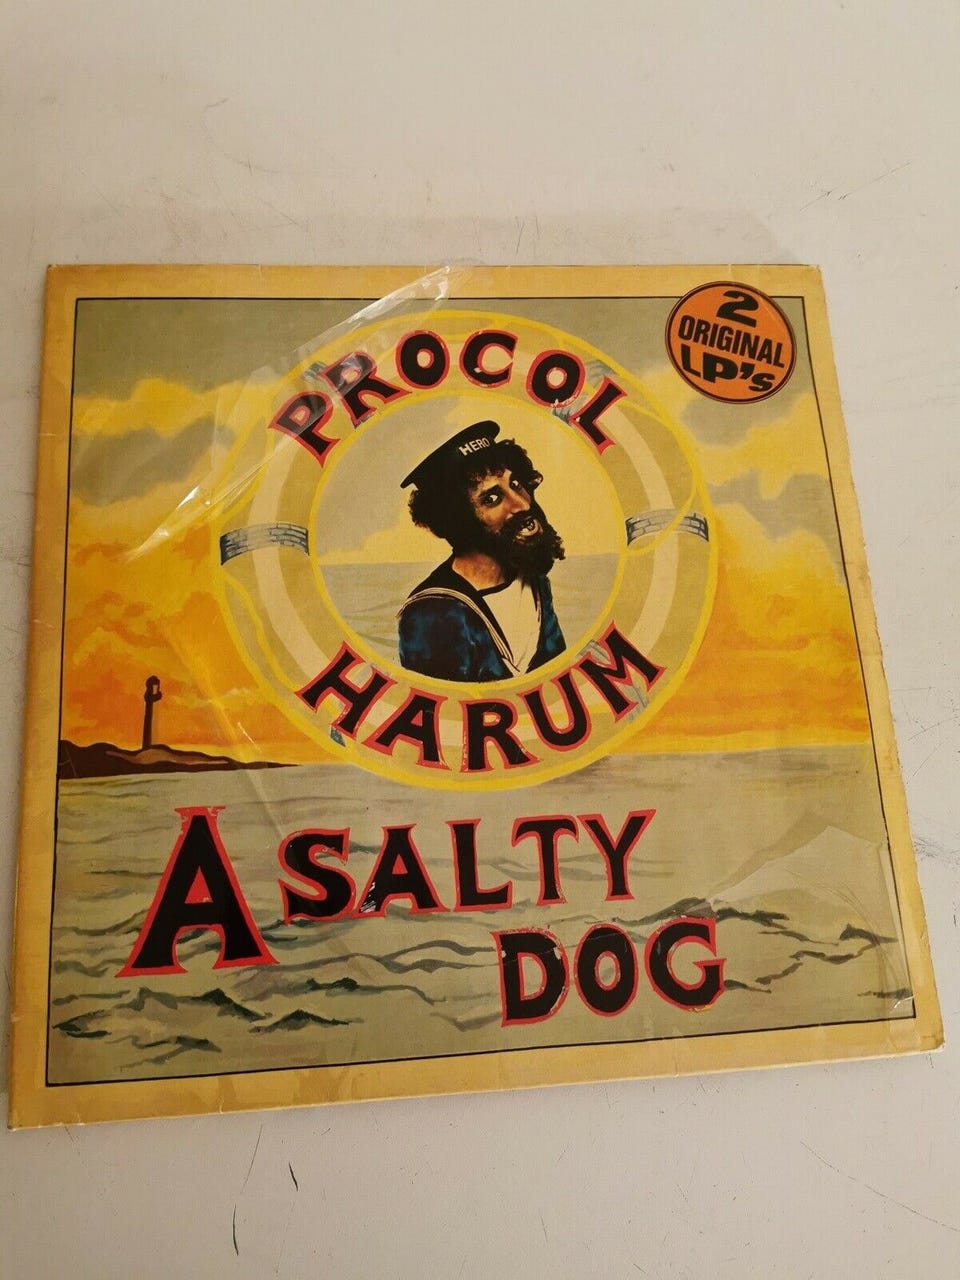 2
ORIGINAL
LP's
PROCOL
HERO
HARUM
A SALTY
DOG